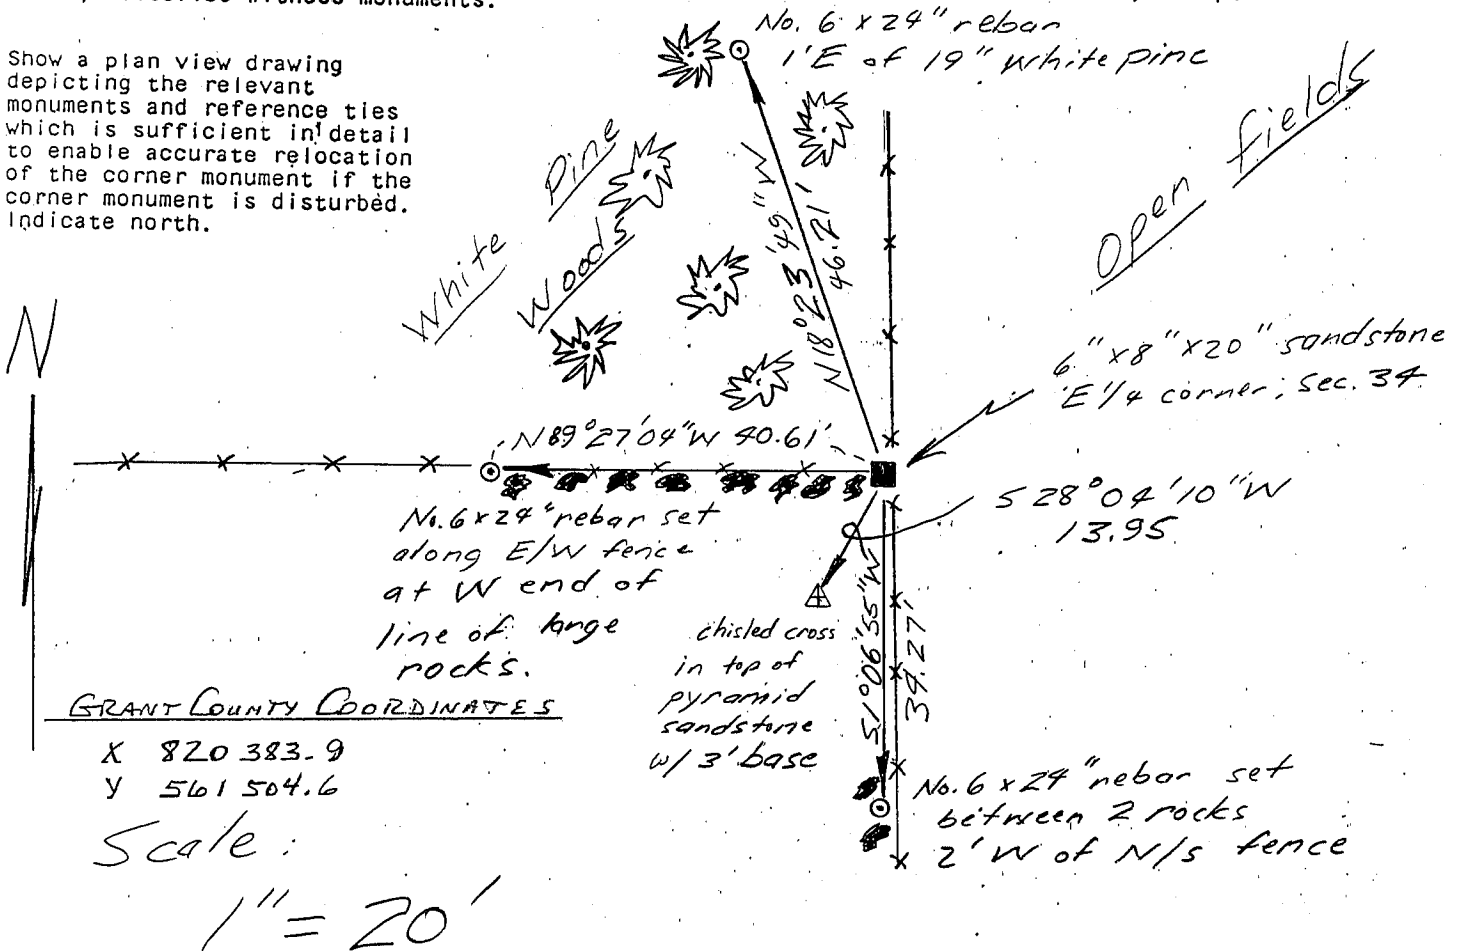 without monuments.
No. 6 x 24" rebar
1'E of 19" white pine
Show a plan view drawing
depicting the relevant
monuments and reference ties
which is sufficient in detail
to enable accurate relocation
of the corner monument if the
corner monument is disturbed.
Indicate north.
White Pine
Woods
N18°23'49"W
46.21'
Open fields
N
6"x8"x20" sandstone
E 1/4 corner, Sec. 34
N89°27'04"W 40.61'
S 28°04'10"W
13.95
No. 6 x 24" rebar set
along E/W fence
at W end of
line of large
rocks.
chisled cross
in top of
pyramid
sandstone
w/ 3' base
S1°06'55"W
34.27'
GRANT COUNTY COORDINATES
X 820 383.9
Y 561 504.6
No. 6 x 24" rebar set
between 2 rocks
2' W of N/S fence
Scale:
1" = 20'